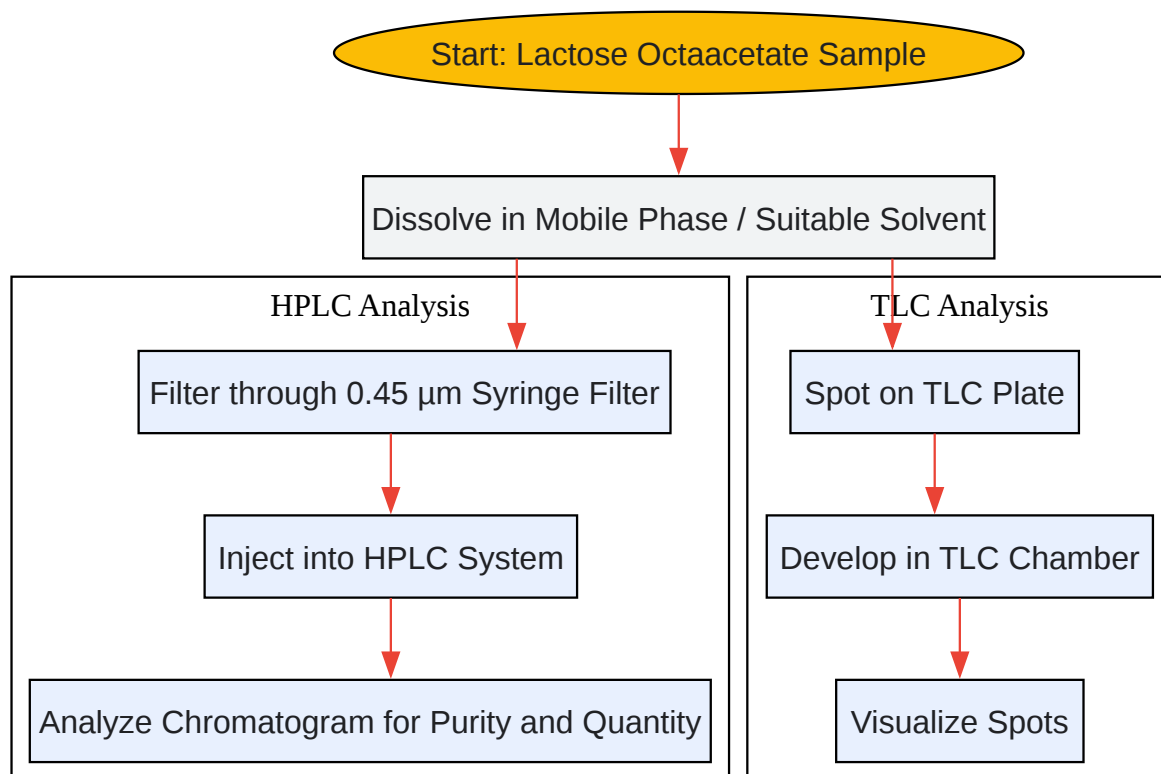 Start: Lactose Octaacetate Sample
Dissolve in Mobile Phase / Suitable Solvent
HPLC Analysis
Filter through 0.45 µm Syringe Filter
Inject into HPLC System
Analyze Chromatogram for Purity and Quantity
TLC Analysis
Spot on TLC Plate
Develop in TLC Chamber
Visualize Spots